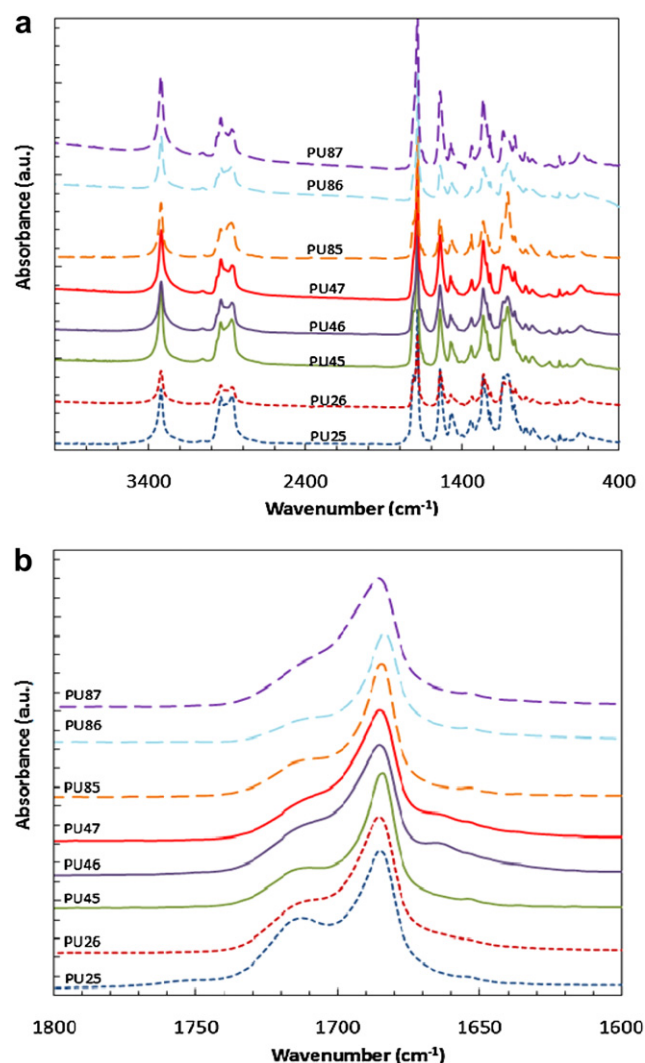 a
Absorbance (a.u.)
PU87
PU86
PU85
PU47
PU46
PU45
PU26
PU25
3400 2400 1400 400
Wavenumber (cm-1)
b
Absorbance (a.u.)
PU87
PU86
PU85
PU47
PU46
PU45
PU26
PU25
1800 1750 1700 1650 1600
Wavenumber (cm-1)